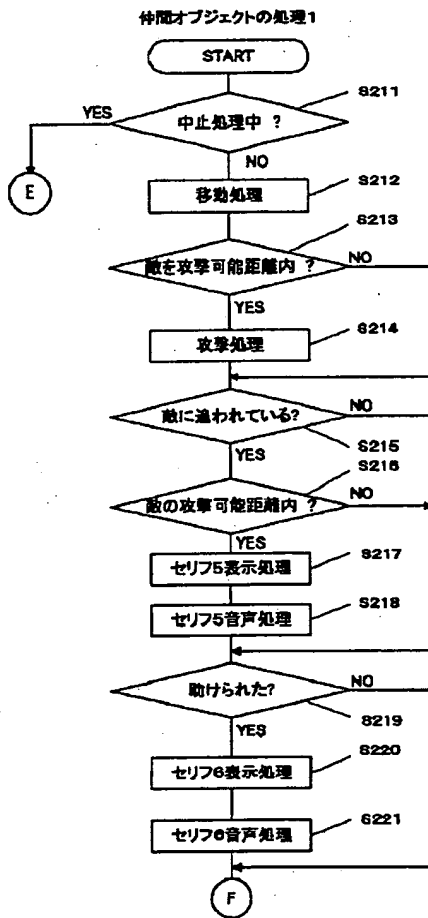 仲間オブジェクトの処理1
START
S211
YES
中止処理中 ?
NO
E
S212
移動処理
S213
敵を攻撃可能距離内 ?
NO
YES
S214
攻撃処理
敵に追われている?
NO
S215
YES
S216
敵の攻撃可能距離内 ?
NO
YES
S217
セリフ5表示処理
S218
セリフ5音声処理
助けられた?
NO
S219
YES
S220
セリフ6表示処理
S221
セリフ6音声処理
F